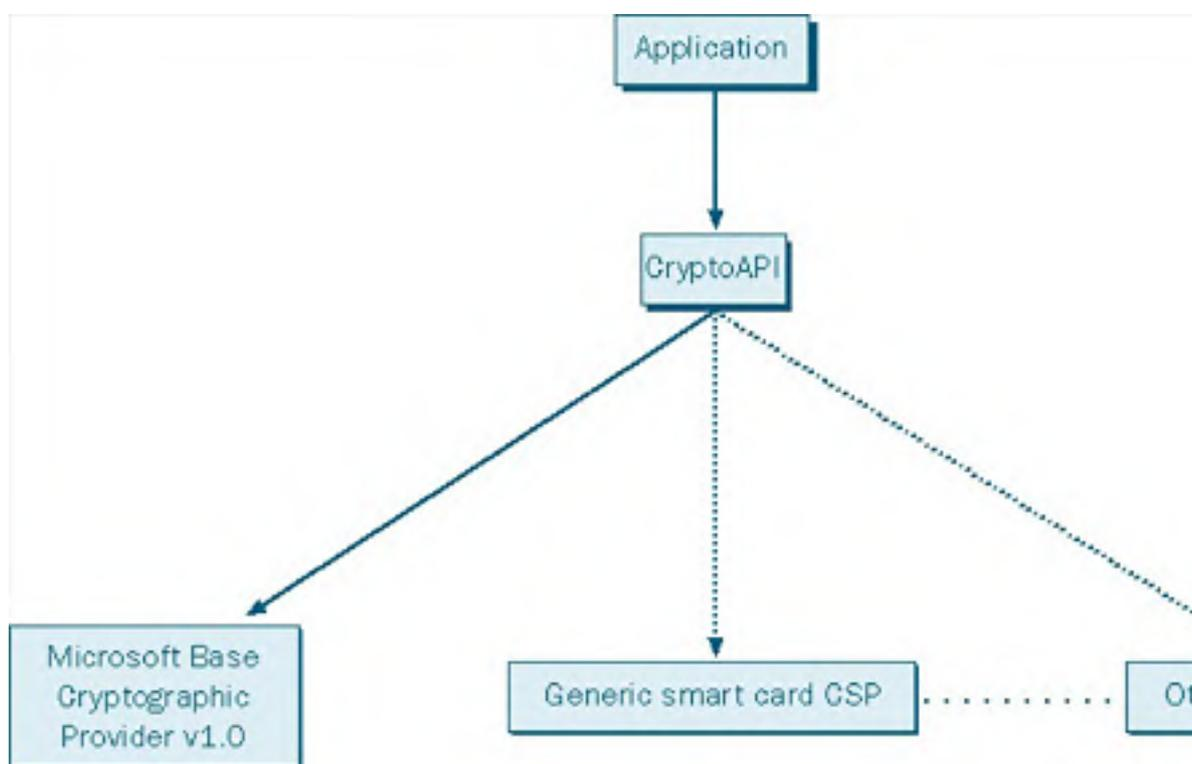 Application
CryptoAPI
Microsoft Base
Cryptographic
Provider v1.0
Generic smart card CSP